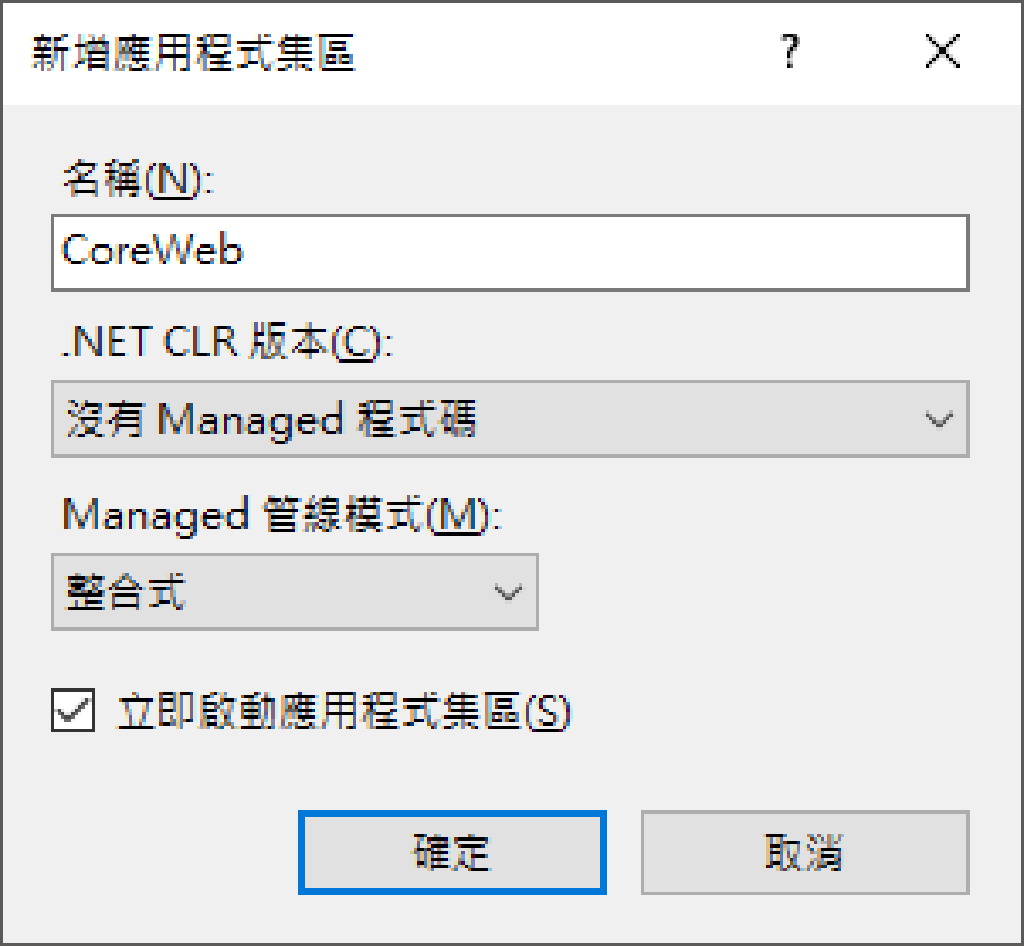 新增應用程式集區
?
名稱(N):
CoreWeb
.NET CLR 版本(C):
沒有 Managed 程式碼
Managed 管線模式(M):
整合式
立即啟動應用程式集區(S)
確定
取消